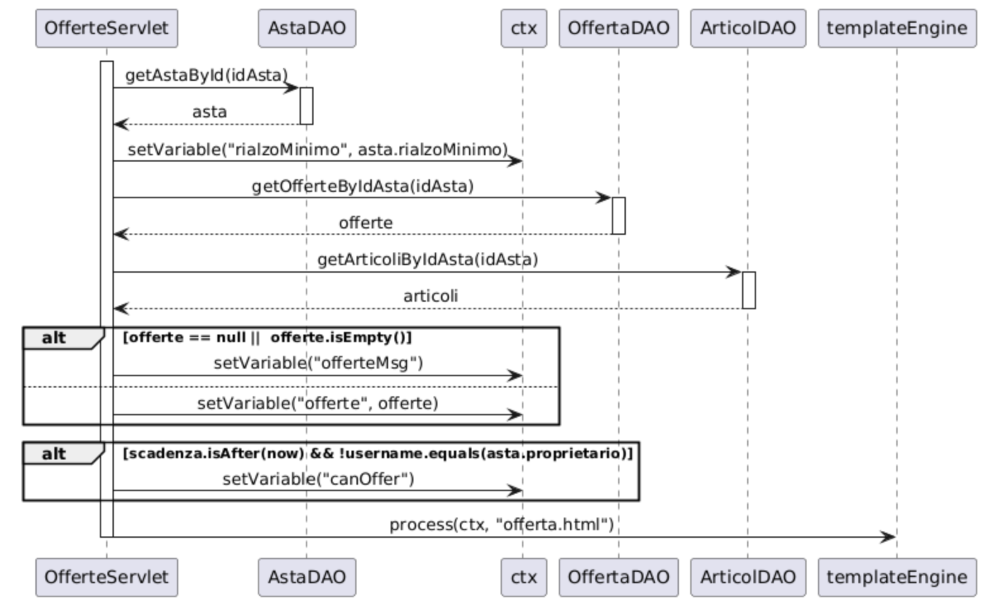 OfferteServlet AstaDAO ctx OffertaDAO ArticolDAO templateEngine
getAstaById(idAsta)
asta
setVariable("rialzoMinimo", asta.rialzoMinimo)
getOfferteByIdAsta(idAsta)
offerte
getArticoliByIdAsta(idAsta)
articoli
alt [offerte == null || offerte.isEmpty()]
setVariable("offerteMsg")
setVariable("offerte", offerte)
alt [scadenza.isAfter(now) && !username.equals(asta.proprietario)]
setVariable("canOffer")
process(ctx, "offerta.html")
OfferteServlet AstaDAO ctx OffertaDAO ArticolDAO templateEngine